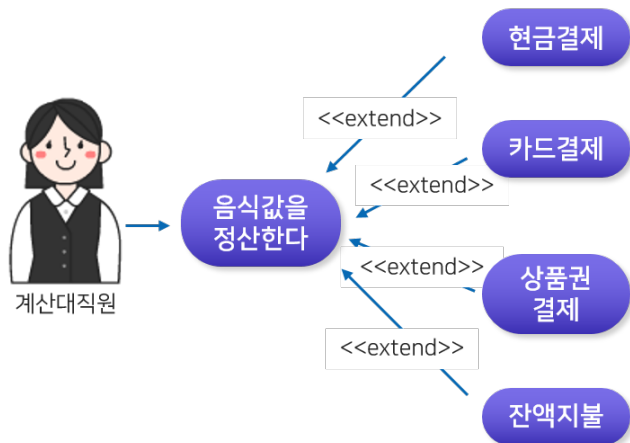 현금결제
<<extend>>
카드결제
<<extend>>
음식값을
정산한다
<<extend>>
상품권
결제
계산대직원
<<extend>>
잔액지불